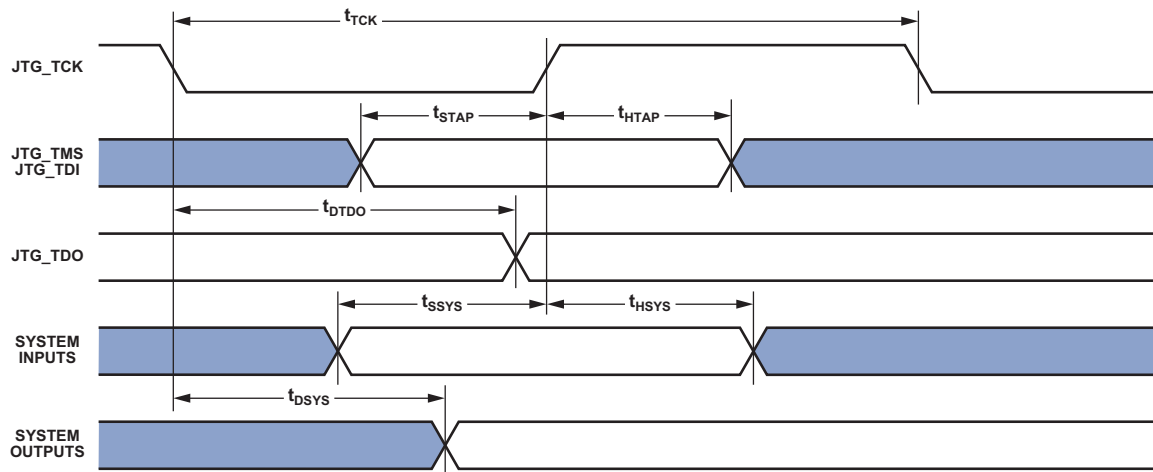 tTCK
JTG_TCK
tSTAP
tHTAP
JTG_TMS
JTG_TDI
tDTDO
JTG_TDO
tSSYS
tHSYS
SYSTEM
INPUTS
tDSYS
SYSTEM
OUTPUTS